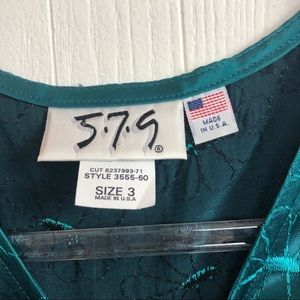 5·7·9
®
MADE
IN U.S.A.
CUT 6237993-71
STYLE 3555-60
SIZE 3
MADE IN U.S.A